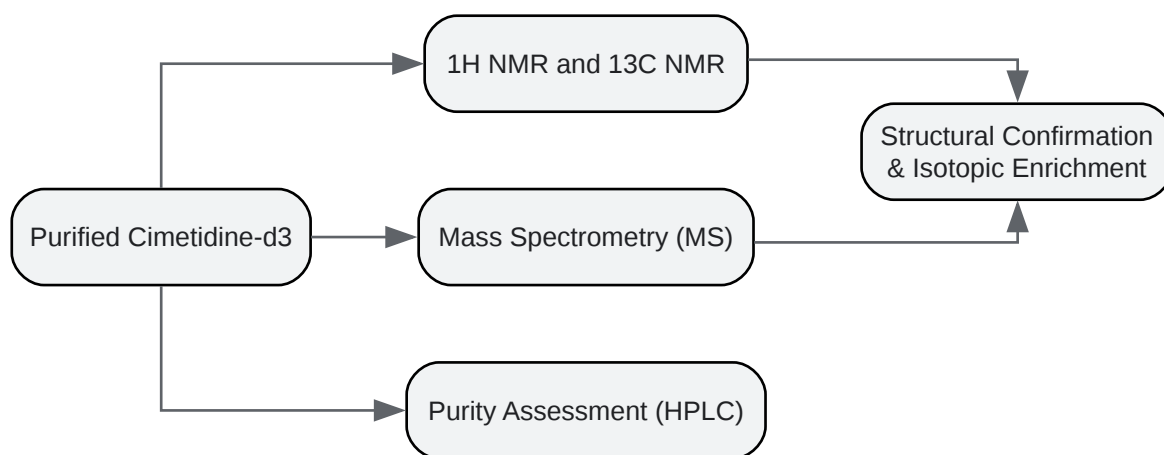 1H NMR and 13C NMR
Structural Confirmation
& Isotopic Enrichment
Purified Cimetidine-d3
Mass Spectrometry (MS)
Purity Assessment (HPLC)